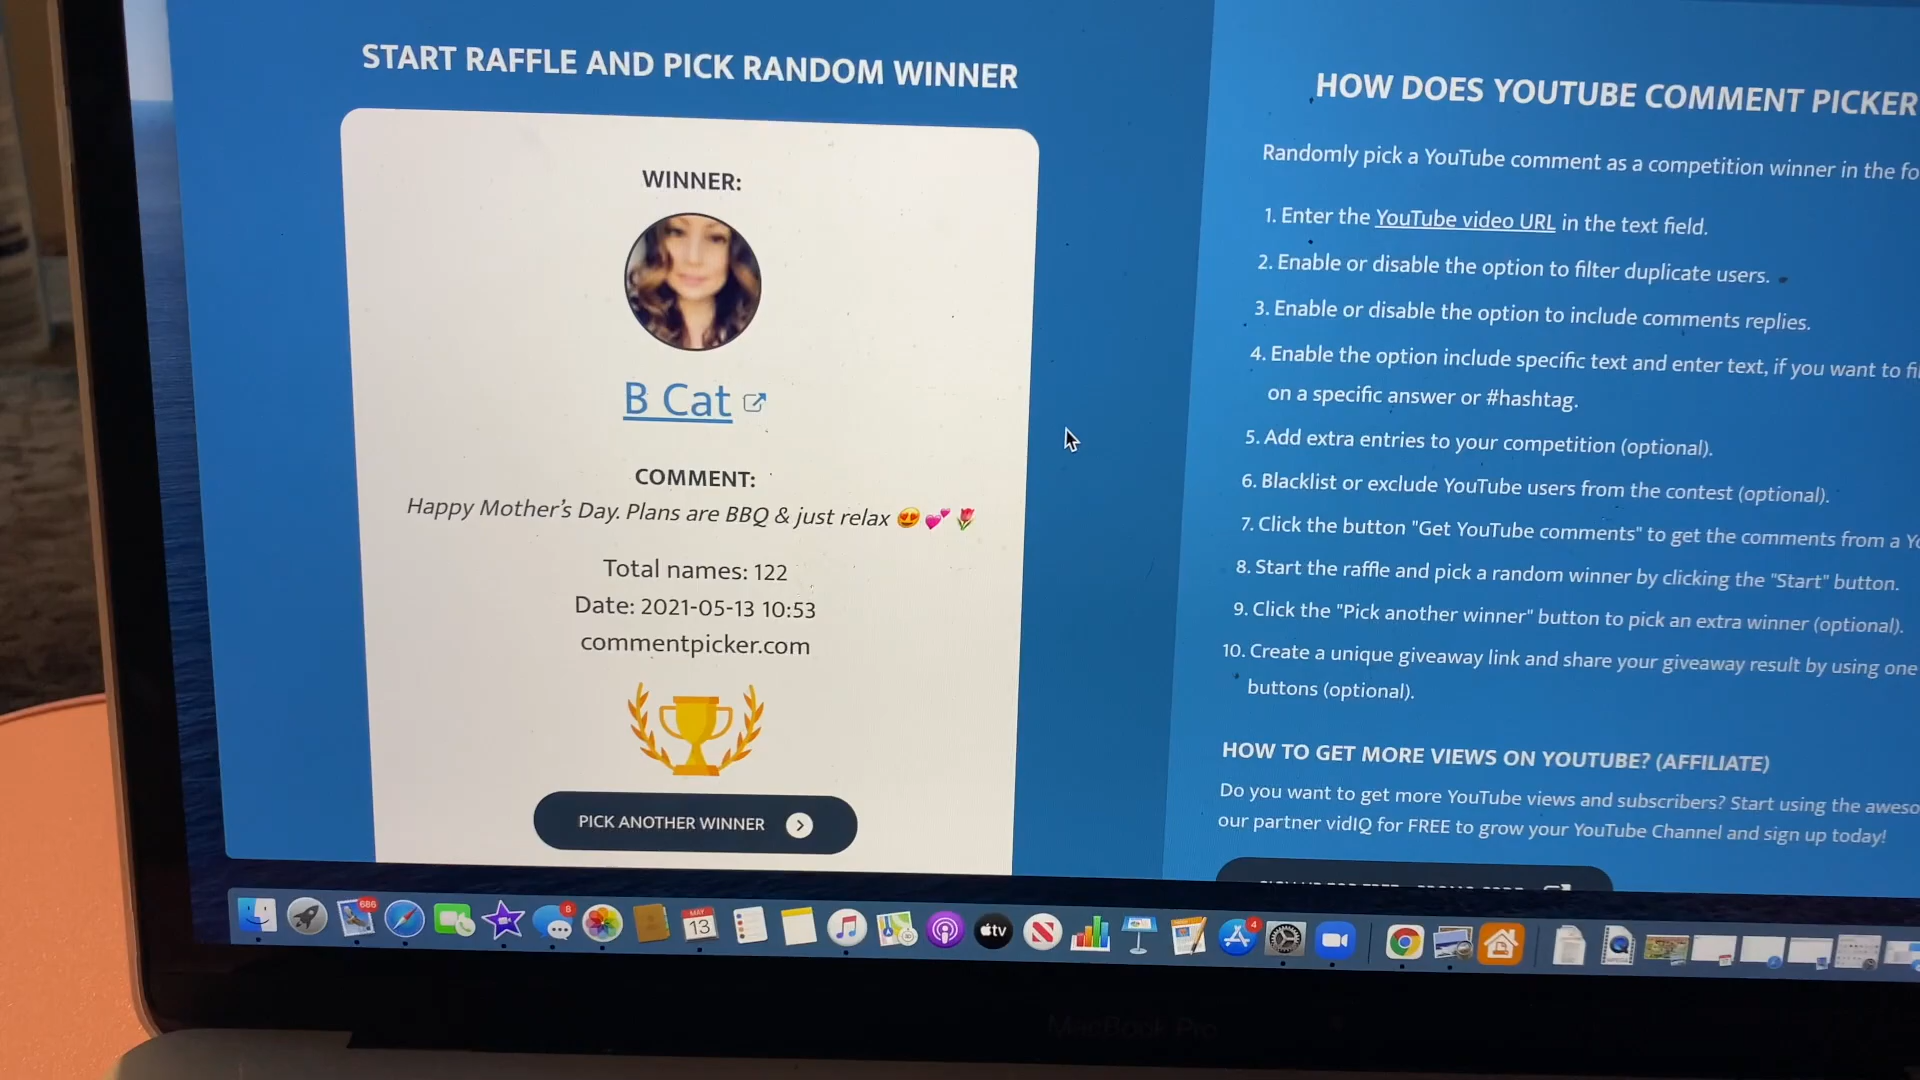 START RAFFLE AND PICK RANDOM WINNER
WINNER:
B Cat
COMMENT:
Happy Mother's Day. Plans are BBQ & just relax 😍 💕 🌷
Total names: 122
Date: 2021-05-13 10:53
commentpicker.com
PICK ANOTHER WINNER
HOW DOES YOUTUBE COMMENT PICKER
Randomly pick a YouTube comment as a competition winner in the fo
1. Enter the YouTube video URL in the text field.
2. Enable or disable the option to filter duplicate users.
3. Enable or disable the option to include comments replies.
4. Enable the option include specific text and enter text, if you want to fi
on a specific answer or #hashtag.
5. Add extra entries to your competition (optional).
6. Blacklist or exclude YouTube users from the contest (optional).
7. Click the button "Get YouTube comments" to get the comments from a Yo
8. Start the raffle and pick a random winner by clicking the "Start" button.
9. Click the "Pick another winner" button to pick an extra winner (optional).
10. Create a unique giveaway link and share your giveaway result by using one
buttons (optional).
HOW TO GET MORE VIEWS ON YOUTUBE? (AFFILIATE)
Do you want to get more YouTube views and subscribers? Start using the aweso
our partner vidIQ for FREE to grow your YouTube Channel and sign up today!
686
8
MAY
13
tv
4
MacBook Pro